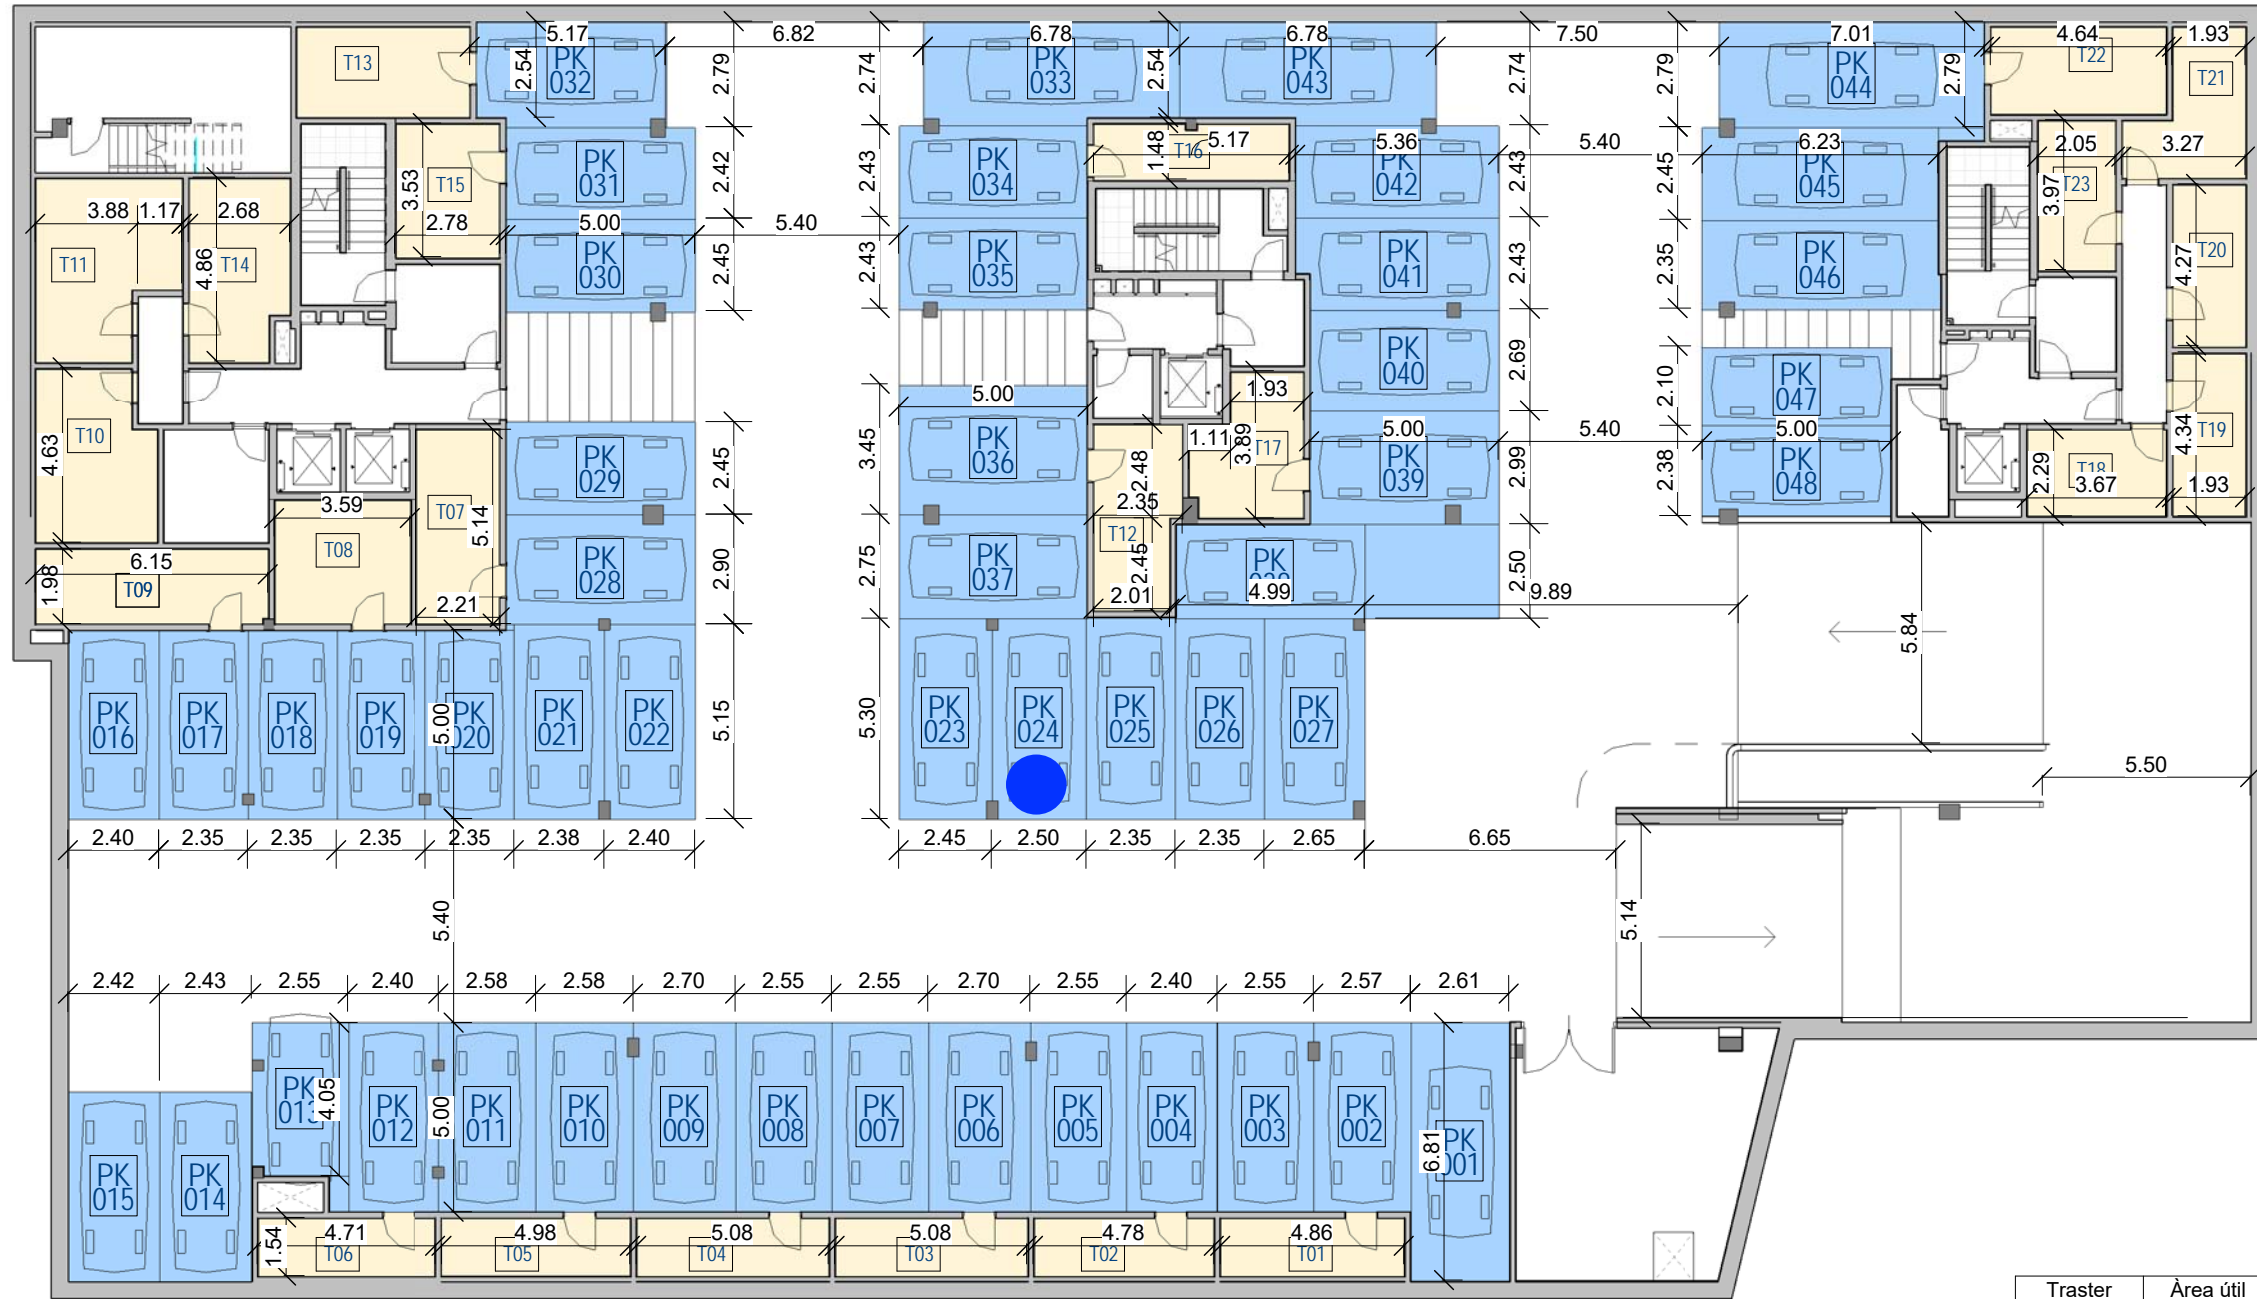 5.17 6.82 6.78 6.78 7.50 7.01 4.64 1.93
T13 PK 032 PK 033 PK 043 PK 044 T22 T21
2.54 2.79 2.74 2.54 2.74 2.79 2.79
T15 PK 031 PK 034 T16 PK 042 PK 045 T23
3.53 2.42 2.43 1.48 5.17 5.36 2.43 5.40 2.45 6.23 2.05 3.27 3.97
3.88 1.17 2.68 2.78 5.00 5.40
T11 T14 PK 030 PK 035 PK 041 PK 046 T20
4.86 2.45 2.43 2.43 2.35 4.27
PK 040 PK 047
2.69 2.10
5.00 1.93
T10 PK 029 PK 036 T17 PK 039 PK 048 T18 T19
4.63 2.45 3.45 2.48 1.11 3.89 5.00 2.99 5.40 2.38 5.00 2.29 3.67 4.34 1.93
3.59 T07 5.14 2.35
T08 PK 028 PK 037 T12 PK
6.15 T09 1.98 2.21 2.90 2.75 2.45 2.01 4.99 2.50 9.89
5.84
PK 016 PK 017 PK 018 PK 019 PK 020 PK 021 PK 022 PK 023 PK 024 PK 025 PK 026 PK 027
5.00 5.15 5.30 5.50
2.40 2.35 2.35 2.35 2.35 2.38 2.40 2.45 2.50 2.35 2.35 2.65 6.65
5.40 5.14
2.42 2.43 2.55 2.40 2.58 2.58 2.70 2.55 2.55 2.70 2.55 2.40 2.55 2.57 2.61
PK 015 PK 014 PK 013 PK 012 PK 011 PK 010 PK 009 PK 008 PK 007 PK 006 PK 005 PK 004 PK 003 PK 002 PK 001
4.05 5.00 6.81
1.54 4.71 4.98 5.08 5.08 4.78 4.86
T06 T05 T04 T03 T02 T01
Traster Àrea útil